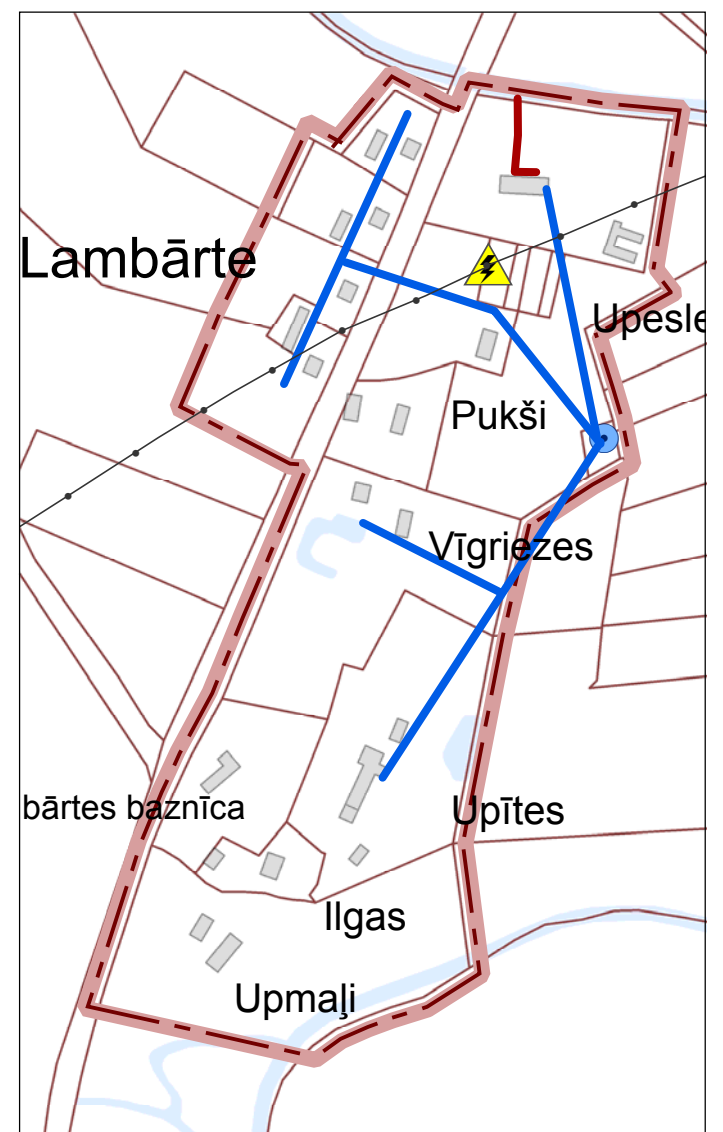 Lambārte
Upesle
Pukši
Vīgriezes
bārtes baznīca
Upītes
Ilgas
Upmaļi